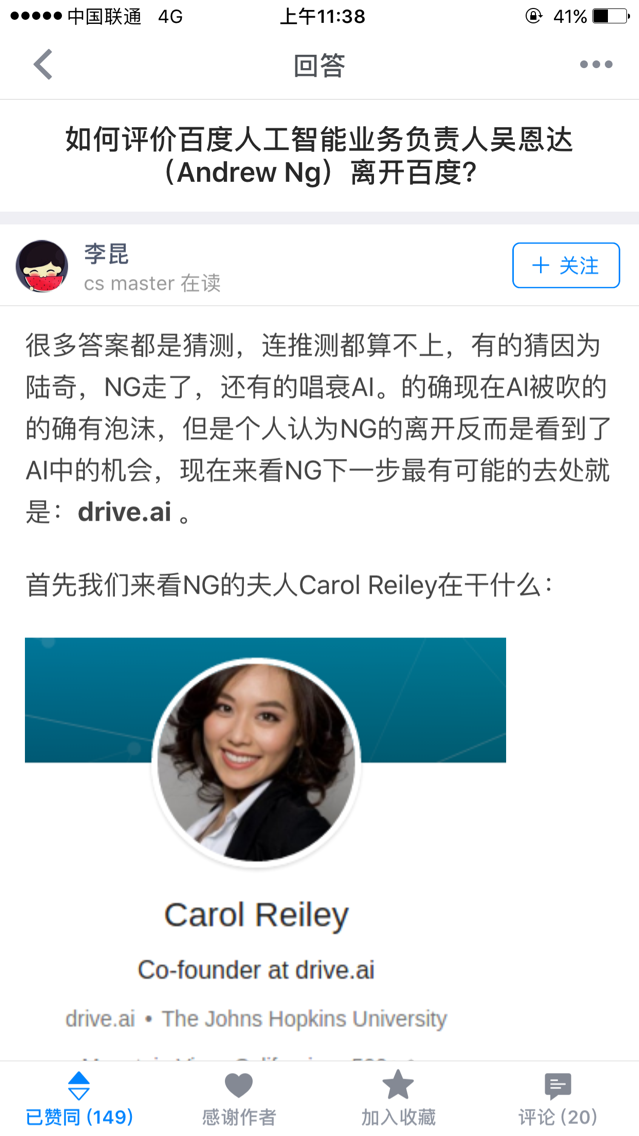 中国联通 4G 上午11:38 41%
回答
如何评价百度人工智能业务负责人吴恩达
（Andrew Ng）离开百度?
李昆
cs master 在读
关注
很多答案都是猜测，连推测都算不上，有的猜因为
陆奇，NG走了，还有的唱衰AI。的确现在AI被吹的
的确有泡沫，但是个人认为NG的离开反而是看到了
AI中的机会，现在来看NG下一步最有可能的去处就
是：drive.ai 。
首先我们来看NG的夫人Carol Reiley在干什么：
Carol Reiley
Co-founder at drive.ai
drive.ai • The Johns Hopkins University
已赞同 (149) 感谢作者 加入收藏 评论 (20)